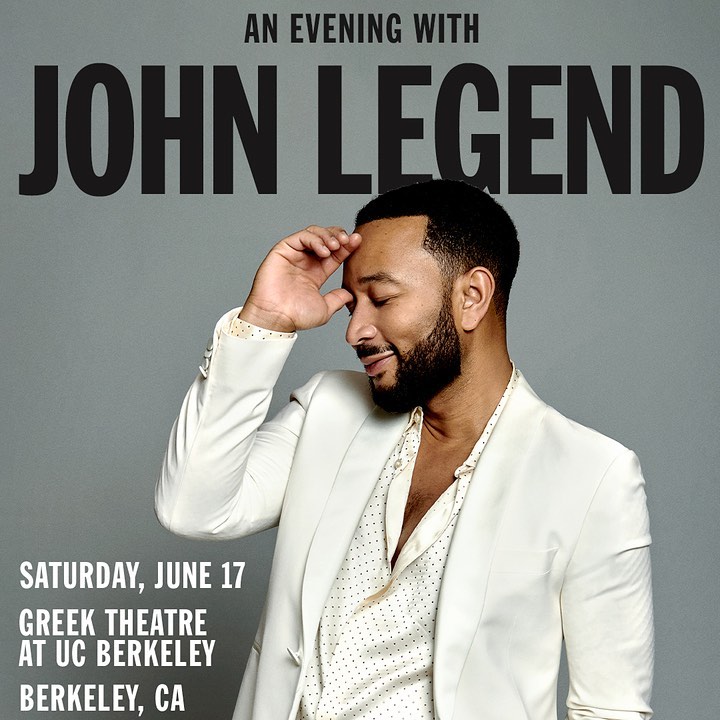 AN EVENING WITH
JOHN LEGEND
SATURDAY, JUNE 17
GREEK THEATRE
AT UC BERKELEY
BERKELEY, CA